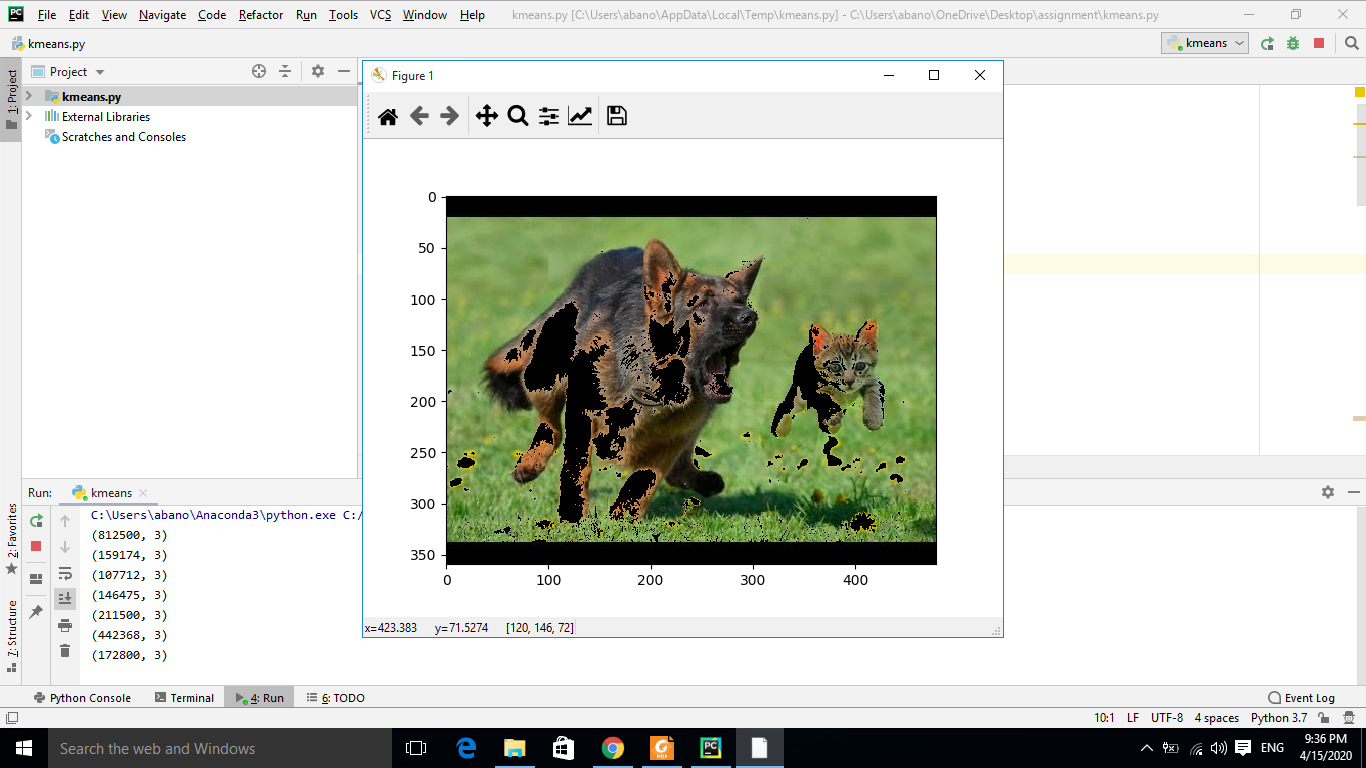 File Edit View Navigate Code Refactor Run Tools VCS Window Help kmeans.py [C:\Users\abano\AppData\Local\Temp\kmeans.py] - C:\Users\abano\OneDrive\Desktop\assignment\kmeans.py
kmeans.py
kmeans
1: Project
Project
kmeans.py
External Libraries
Scratches and Consoles
Figure 1
0
50
100
150
200
250
300
350
0 100 200 300 400
x=423.383 y=71.5274 [120, 146, 72]
2: Favorites
7: Structure
Run: kmeans
C:\Users\abano\Anaconda3\python.exe C:/
(812500, 3)
(159174, 3)
(107712, 3)
(146475, 3)
(211500, 3)
(442368, 3)
(172800, 3)
Python Console Terminal 4: Run 6: TODO Event Log
10:1 LF UTF-8 4 spaces Python 3.7
Search the web and Windows
PDF
PC
ENG
9:36 PM
4/15/2020